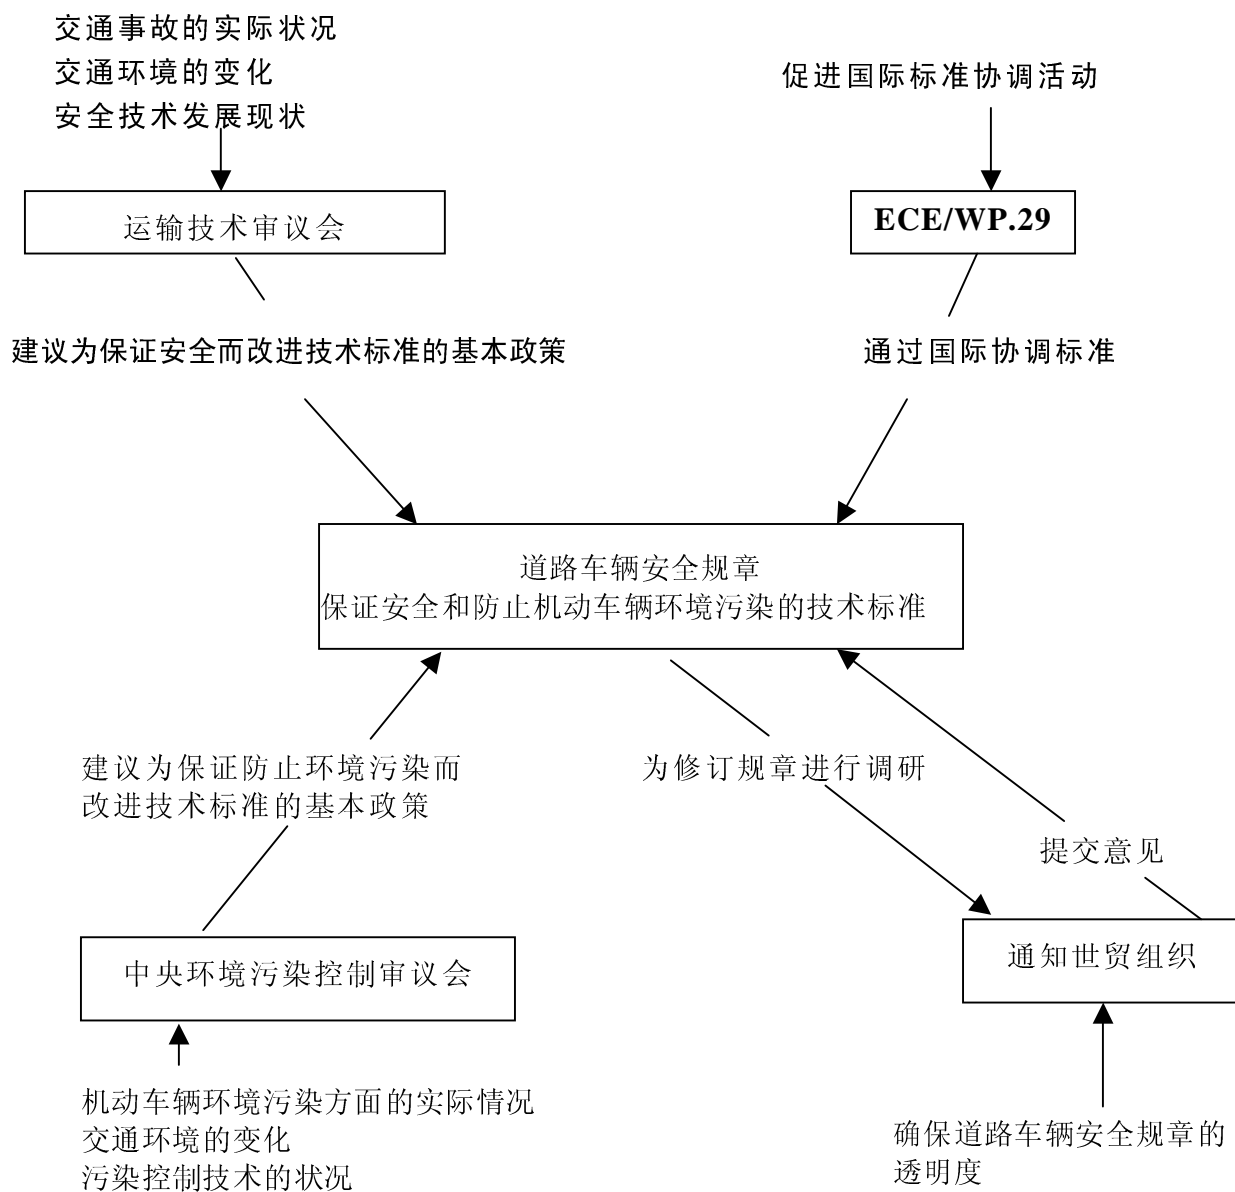 交通事故的实际状况
交通环境的变化
安全技术发展现状
促进国际标准协调活动
运输技术审议会
ECE/WP.29
建议为保证安全而改进技术标准的基本政策
通过国际协调标准
道路车辆安全规章
保证安全和防止机动车辆环境污染的技术标准
建议为保证防止环境污染而
改进技术标准的基本政策
为修订规章进行调研
提交意见
中央环境污染控制审议会
通知世贸组织
机动车辆环境污染方面的实际情况
交通环境的变化
污染控制技术的状况
确保道路车辆安全规章的
透明度